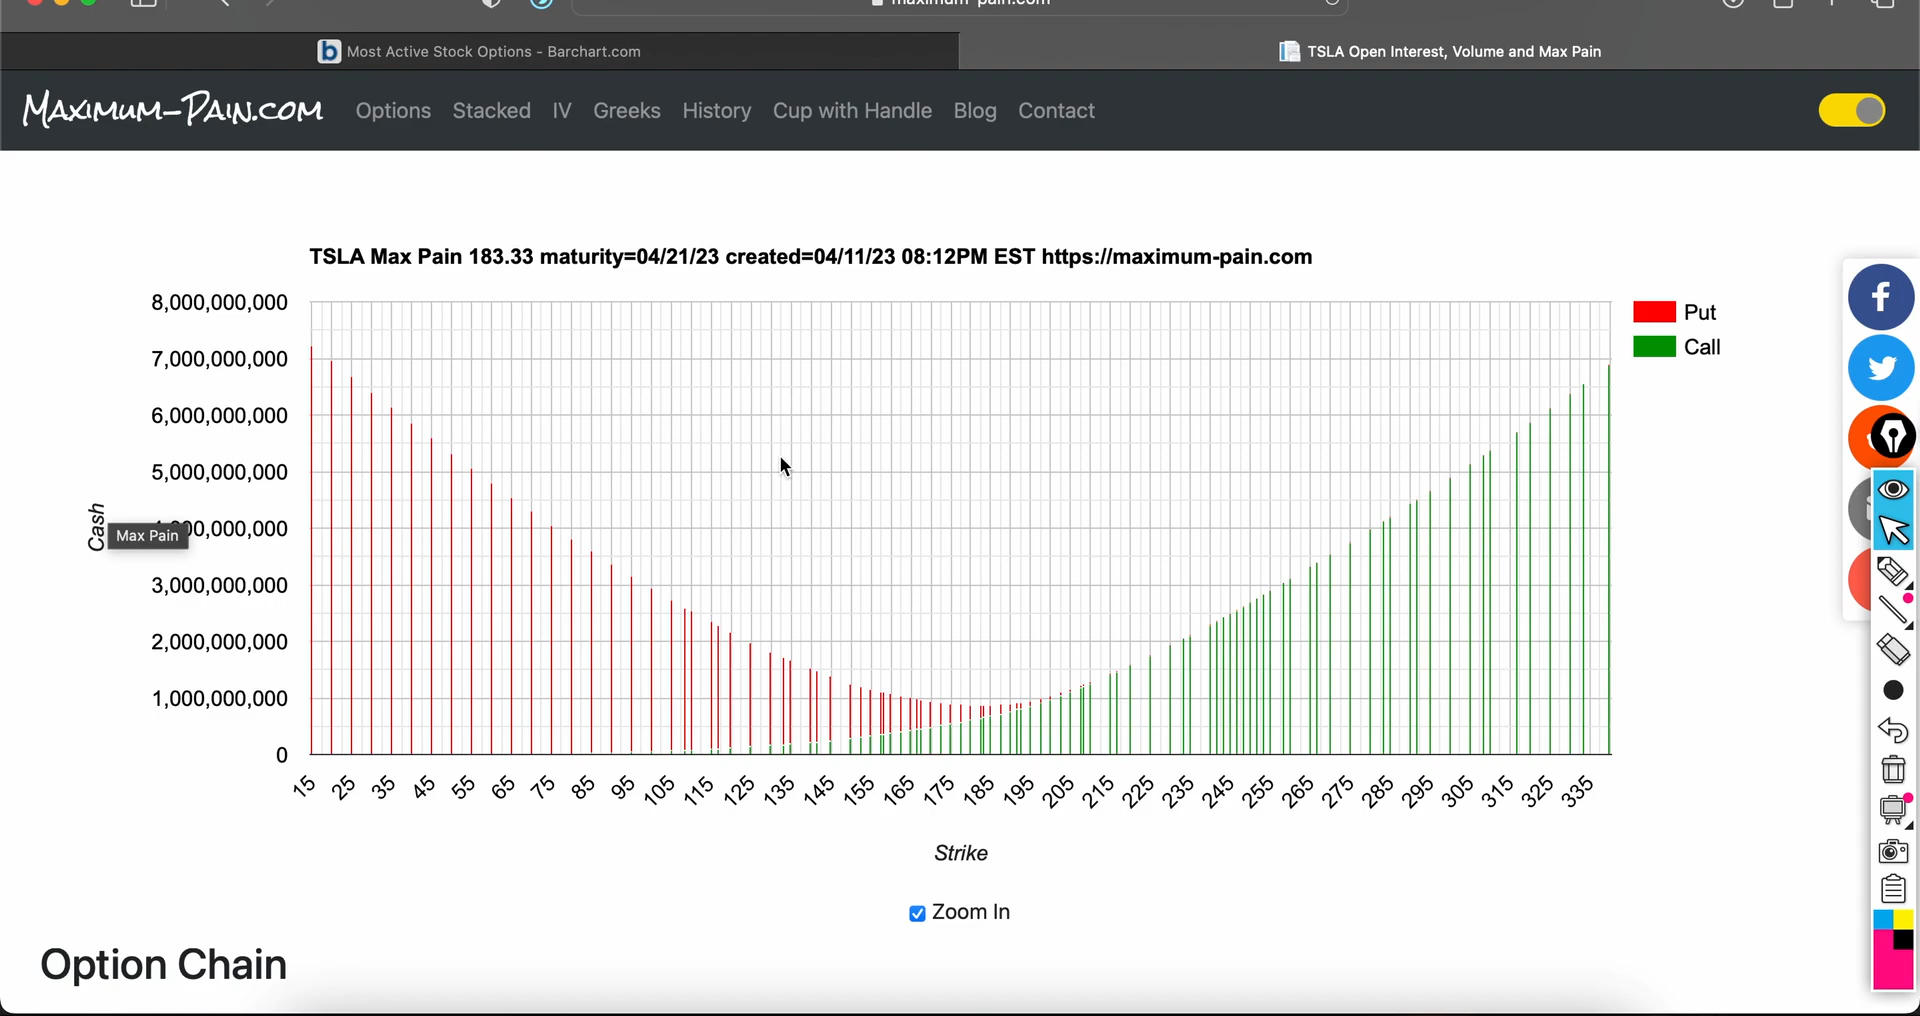 maximum-pain.com
Most Active Stock Options - Barchart.com
TSLA Open Interest, Volume and Max Pain
MAXIMUM-PAIN.COM
Options Stacked IV Greeks History Cup with Handle Blog Contact
TSLA Max Pain 183.33 maturity=04/21/23 created=04/11/23 08:12PM EST https://maximum-pain.com
8,000,000,000
7,000,000,000
6,000,000,000
5,000,000,000
000,000,000
3,000,000,000
2,000,000,000
1,000,000,000
0
Cash
Max Pain
Put
Call
15 25 35 45 55 65 75 85 95 105 115 125 135 145 155 165 175 185 195 205 215 225 235 245 255 265 275 285 295 305 315 325 335
Strike
Zoom In
Option Chain